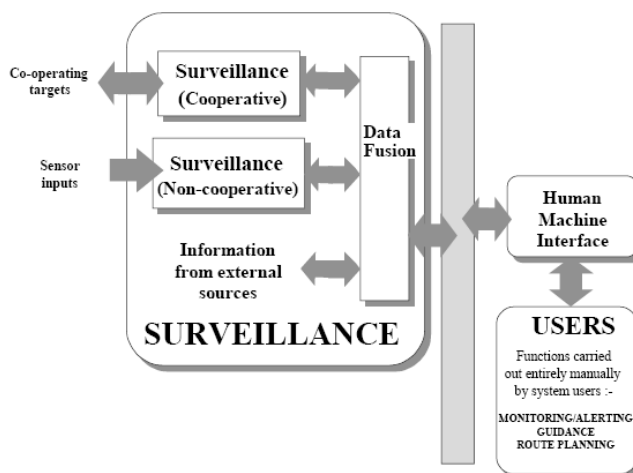 Co-operating
targets
Surveillance
(Cooperative)
Sensor
inputs
Surveillance
(Non-cooperative)
Information
from external
sources
Data
Fusion
SURVEILLANCE
Human
Machine
Interface
USERS
Functions carried
out entirely manually
by system users :-
MONITORING/ALERTING
GUIDANCE
ROUTE PLANNING